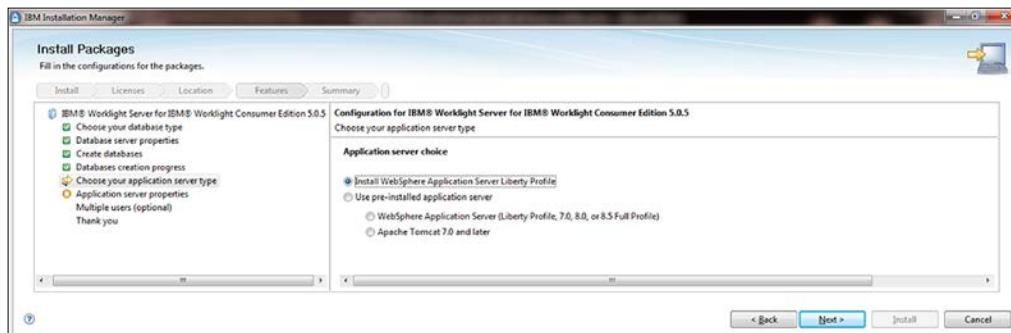 IBM Installation Manager
Install Packages
Fill in the configurations for the packages.
Install Licenses Location Features Summary
IBM® Worklight Server for IBM® Worklight Consumer Edition 5.0.5
Choose your database type
Database server properties
Create databases
Databases creation progress
Choose your application server type
Application server properties
Multiple users (optional)
Thank you
Configuration for IBM® Worklight Server for IBM® Worklight Consumer Edition 5.0.5
Choose your application server type
Application server choice
Install WebSphere Application Server Liberty Profile
Use pre-installed application server
WebSphere Application Server (Liberty Profile, 7.0, 8.0, or 8.5 Full Profile)
Apache Tomcat 7.0 and later
? < Back Next > Install Cancel